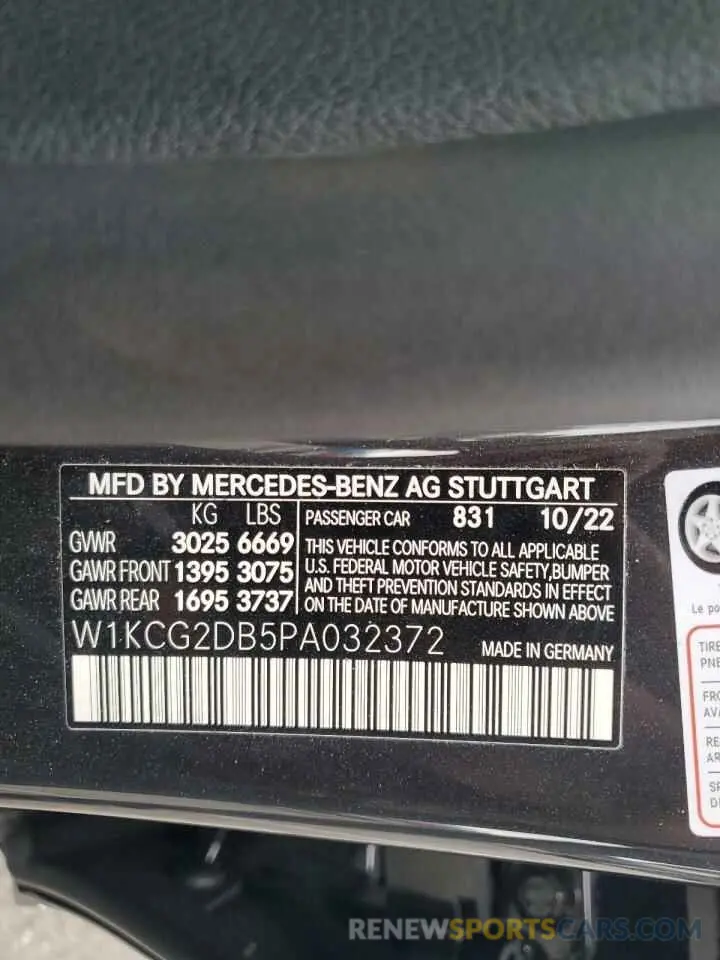 MFD BY MERCEDES-BENZ AG STUTTGART
KG LBS
GVWR 3025 6669
GAWR FRONT 1395 3075
GAWR REAR 1695 3737
PASSENGER CAR 831 10/22
THIS VEHICLE CONFORMS TO ALL APPLICABLE
U.S. FEDERAL MOTOR VEHICLE SAFETY, BUMPER
AND THEFT PREVENTION STANDARDS IN EFFECT
ON THE DATE OF MANUFACTURE SHOWN ABOVE
W1KCG2DB5PA032372
MADE IN GERMANY
Le
TIRE
RENEWSPORTSCARS.COM